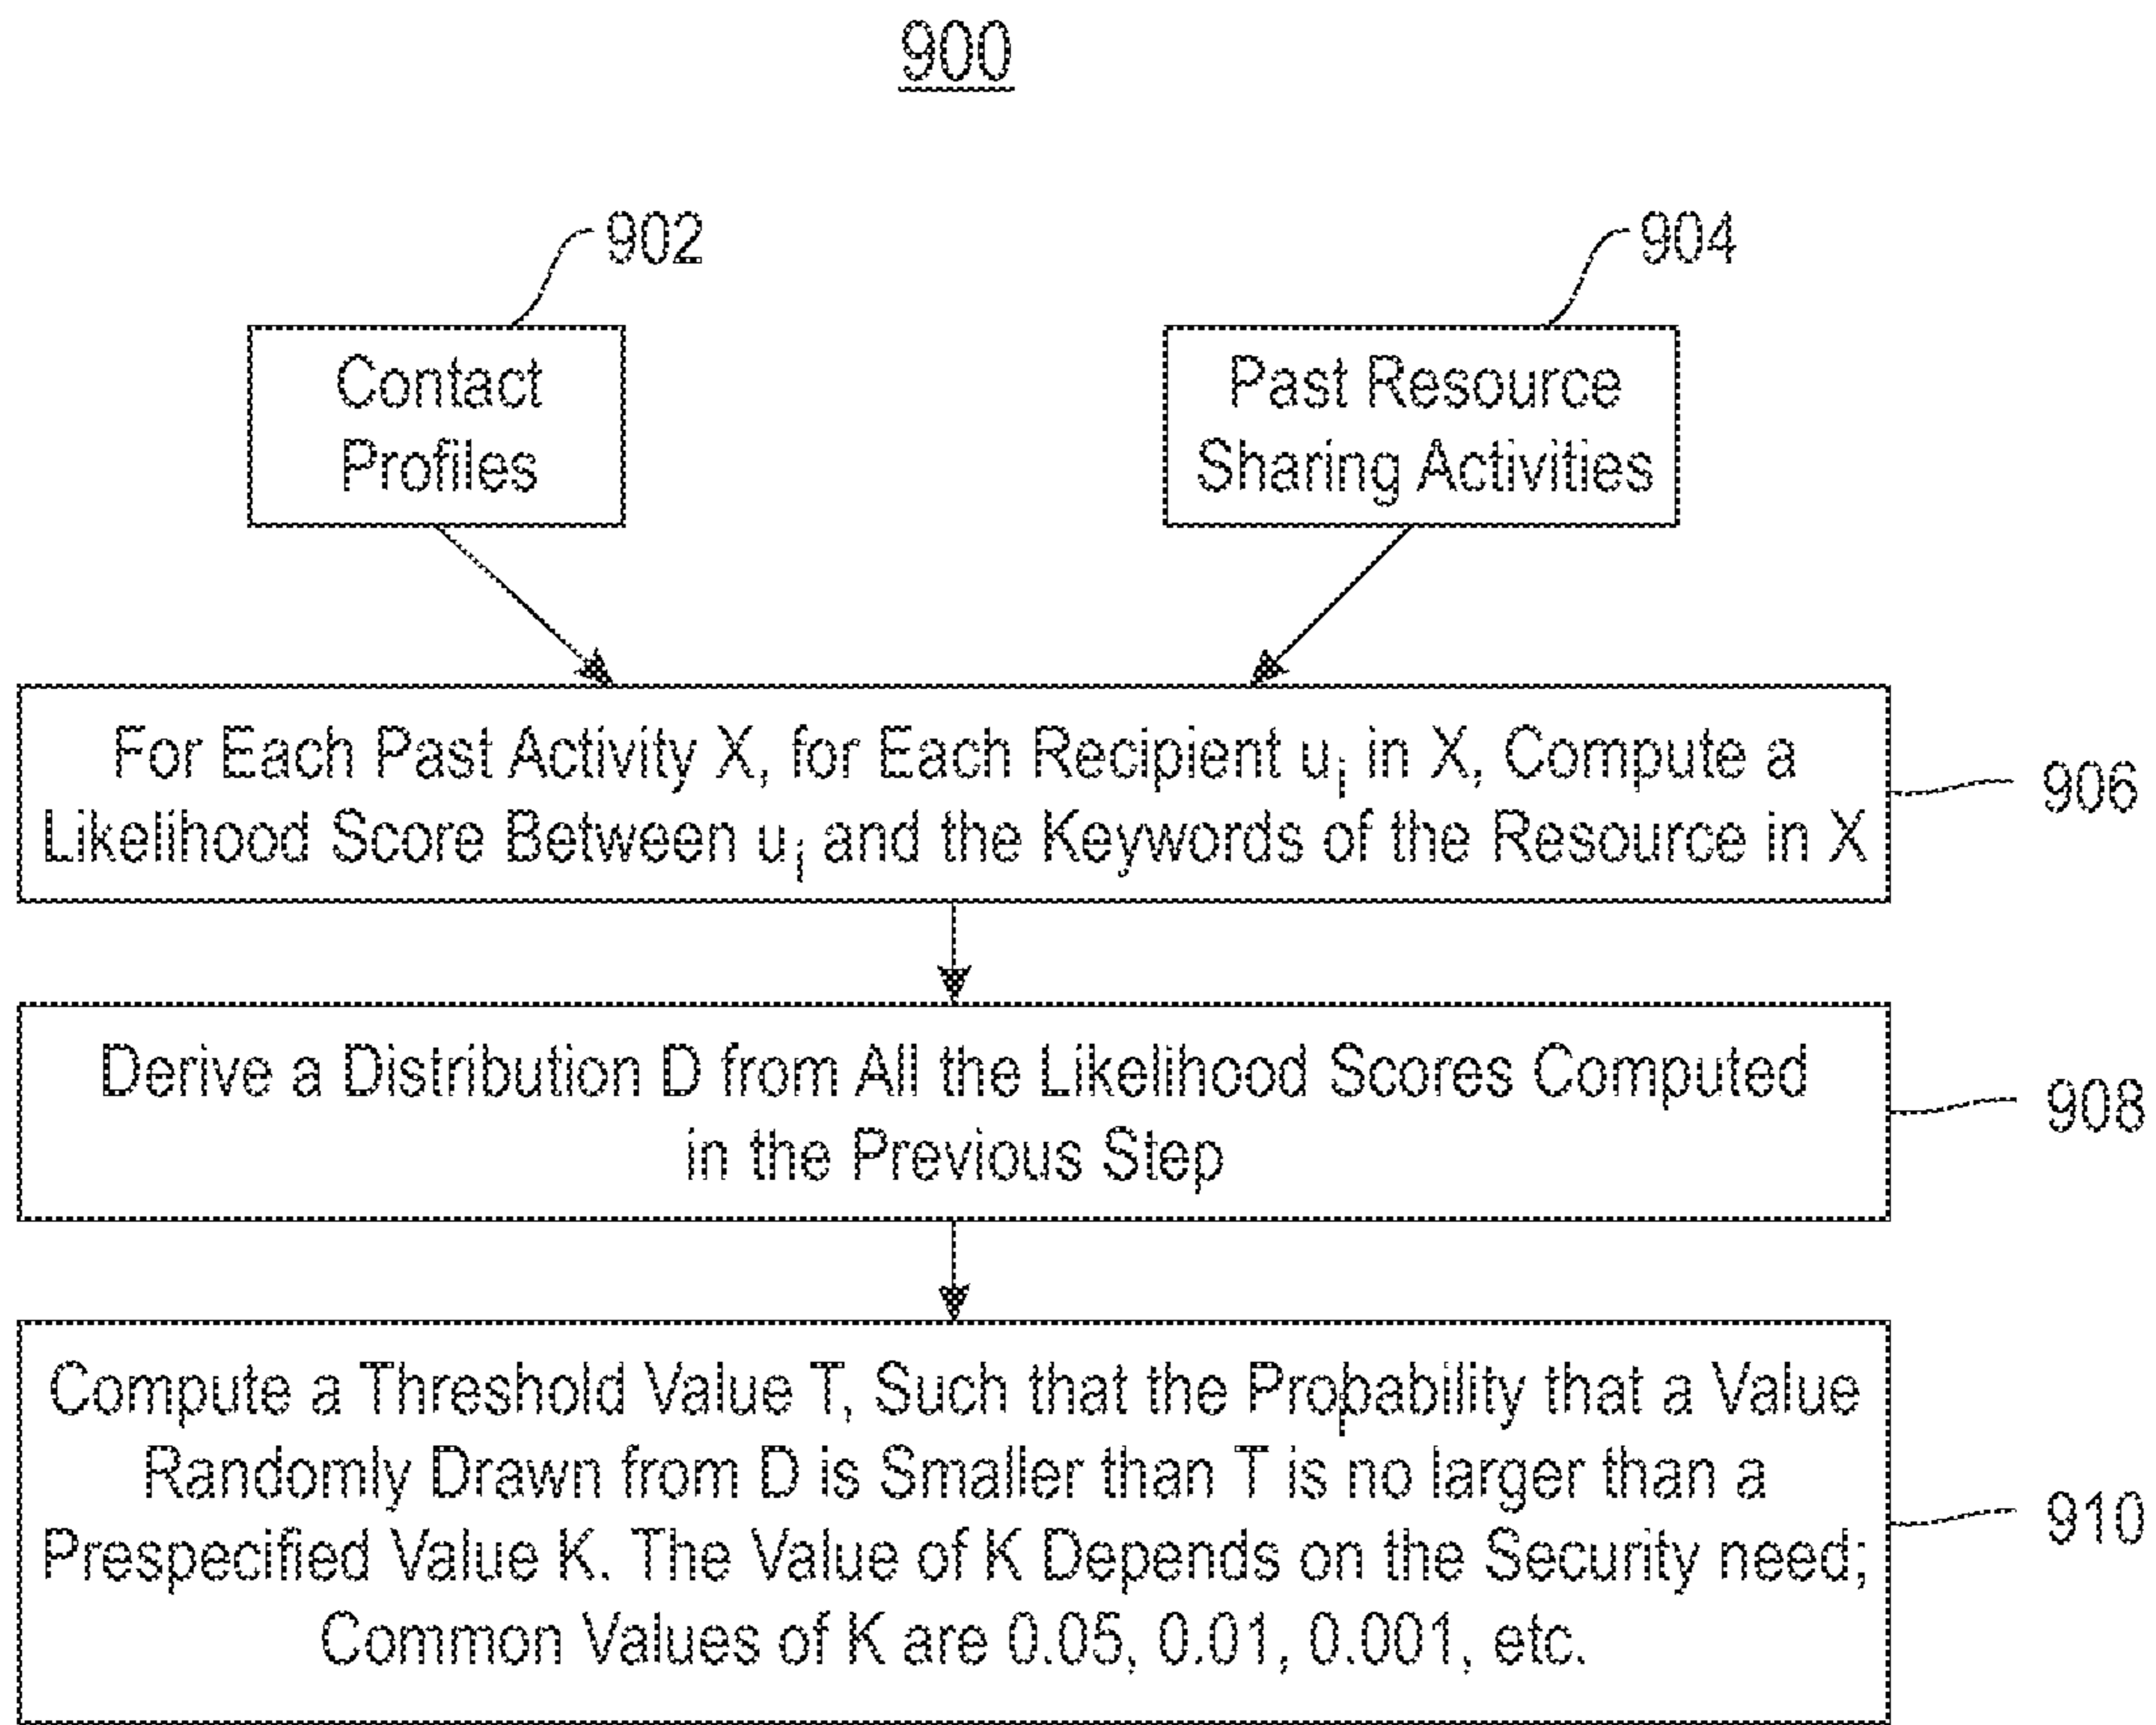 900
902
904
Contact
Profiles
Past Resource
Sharing Activities
For Each Past Activity X, for Each Recipient uᵢ in X, Compute a
Likelihood Score Between uᵢ and the Keywords of the Resource in X
906
Derive a Distribution D from All the Likelihood Scores Computed
in the Previous Step
908
Compute a Threshold Value T, Such that the Probability that a Value
Randomly Drawn from D is Smaller than T is no larger than a
Prespecified Value K. The Value of K Depends on the Security need;
Common Values of K are 0.05, 0.01, 0.001, etc.
910